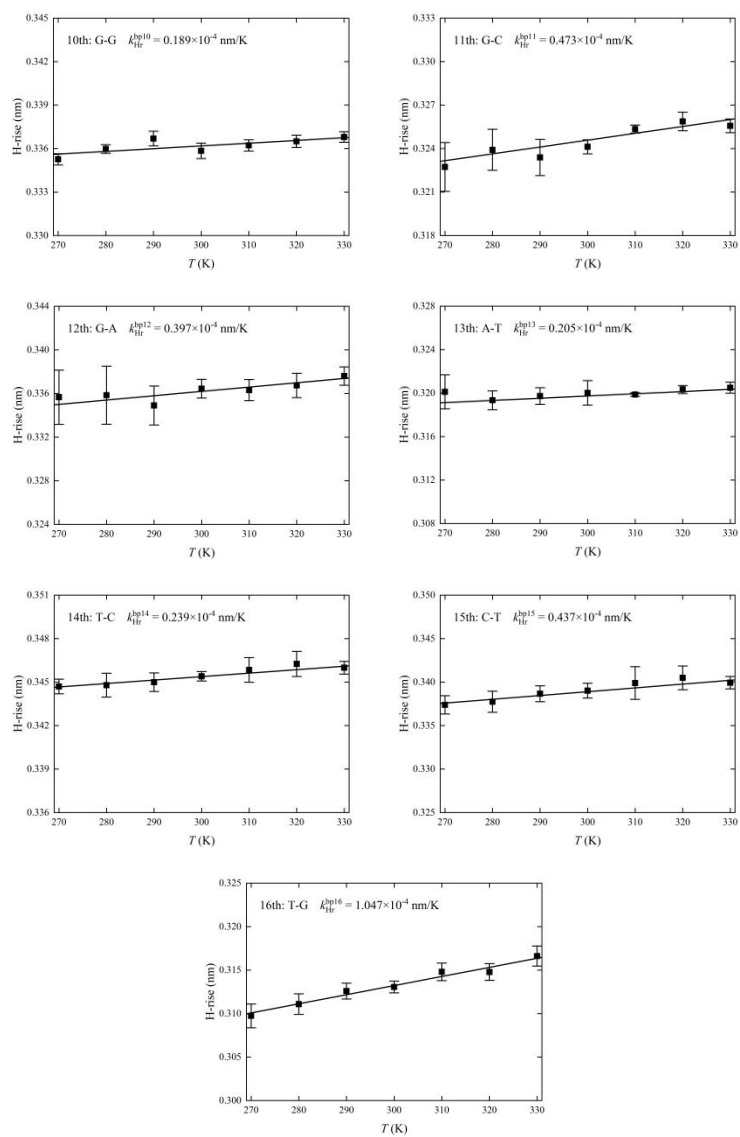 0.345
10th: G-G k_Hr^bp10 = 0.189×10⁻⁴ nm/K
0.342
0.339
0.336
0.333
0.330
H-rise (nm)
270 280 290 300 310 320 330
T (K)
0.333
11th: G-C k_Hr^bp11 = 0.473×10⁻⁴ nm/K
0.330
0.327
0.324
0.321
0.318
H-rise (nm)
270 280 290 300 310 320 330
T (K)
0.344
12th: G-A k_Hr^bp12 = 0.397×10⁻⁴ nm/K
0.340
0.336
0.332
0.328
0.324
H-rise (nm)
270 280 290 300 310 320 330
T (K)
0.328
13th: A-T k_Hr^bp13 = 0.205×10⁻⁴ nm/K
0.324
0.320
0.316
0.312
0.308
H-rise (nm)
270 280 290 300 310 320 330
T (K)
0.351
14th: T-C k_Hr^bp14 = 0.239×10⁻⁴ nm/K
0.348
0.345
0.342
0.339
0.336
H-rise (nm)
270 280 290 300 310 320 330
T (K)
0.350
15th: C-T k_Hr^bp15 = 0.437×10⁻⁴ nm/K
0.345
0.340
0.335
0.330
0.325
H-rise (nm)
270 280 290 300 310 320 330
T (K)
0.325
16th: T-G k_Hr^bp16 = 1.047×10⁻⁴ nm/K
0.320
0.315
0.310
0.305
0.300
H-rise (nm)
270 280 290 300 310 320 330
T (K)